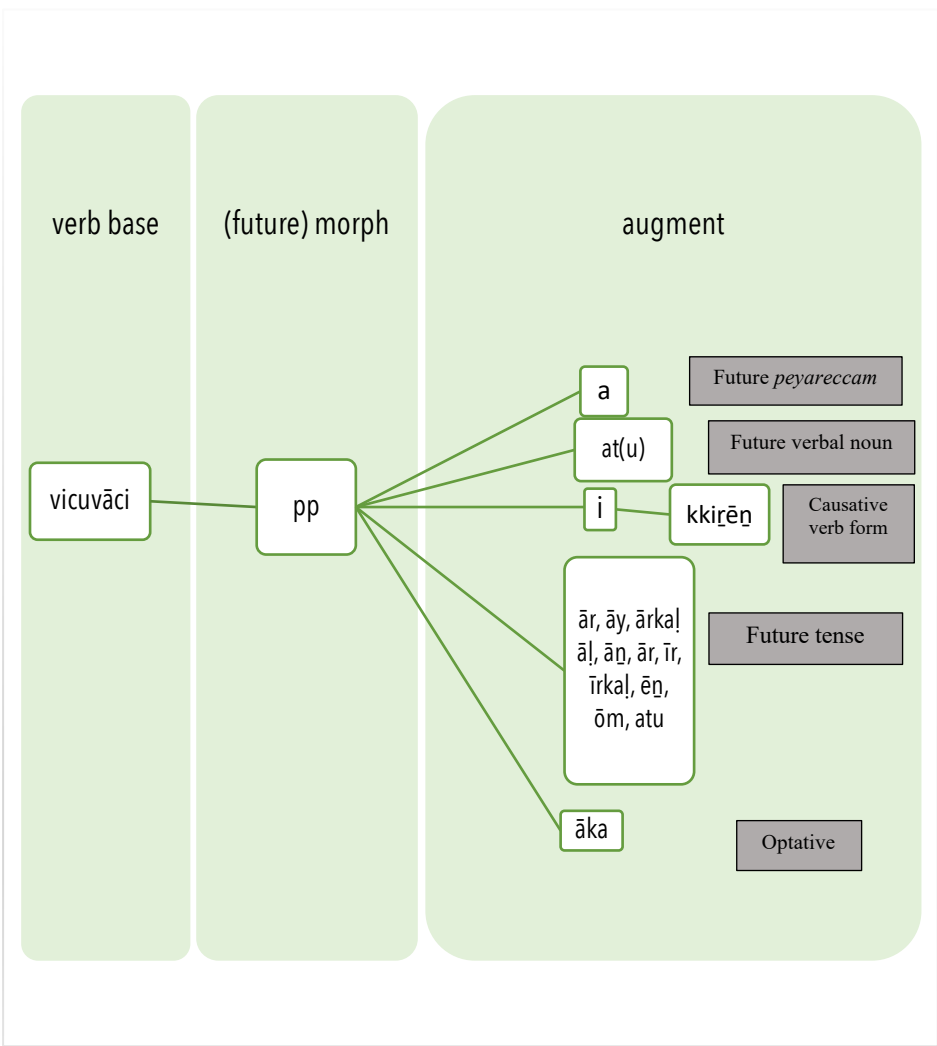 verb base
(future) morph
augment
a
Future peyareccam
at(u)
Future verbal noun
vicuvāci
pp
i
kkiṟēṉ
Causative
verb form
ār, āy, ārkaḷ
āḷ, āṉ, ār, īr,
īrkaḷ, ēṉ,
ōm, atu
Future tense
āka
Optative